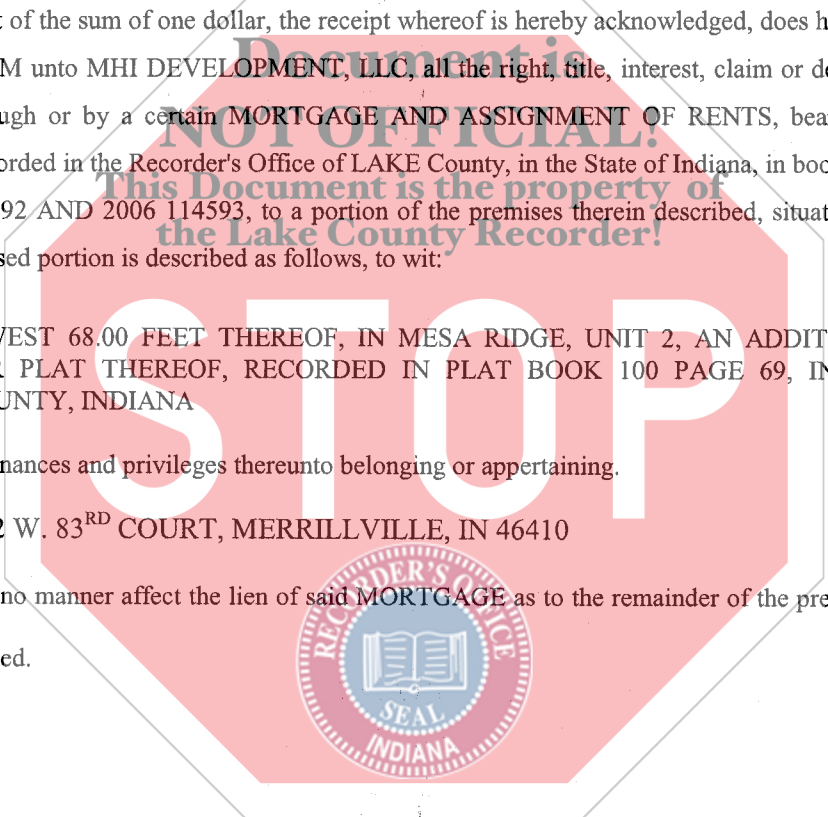 t of the sum of one dollar, the receipt whereof is hereby acknowledged, does h
Document is
M unto MHI DEVELOPMENT, LLC, all the right, title, interest, claim or de
ugh or by a certain MORTGAGE AND ASSIGNMENT OF RENTS, bear
NOT OFFICIAL!
orded in the Recorder's Office of LAKE County, in the State of Indiana, in boo
This Document is the property of
92 AND 2006 114593, to a portion of the premises therein described, situat
the Lake County Recorder!
sed portion is described as follows, to wit:
VEST 68.00 FEET THEREOF, IN MESA RIDGE, UNIT 2, AN ADDIT
R PLAT THEREOF, RECORDED IN PLAT BOOK 100 PAGE 69, IN
UNTY, INDIANA
STOP
nances and privileges thereunto belonging or appertaining.
2 W. 83RD COURT, MERRILLVILLE, IN 46410
no manner affect the lien of said MORTGAGE as to the remainder of the pre
ed.
RECORDER'S OFFICE
SEAL
INDIANA